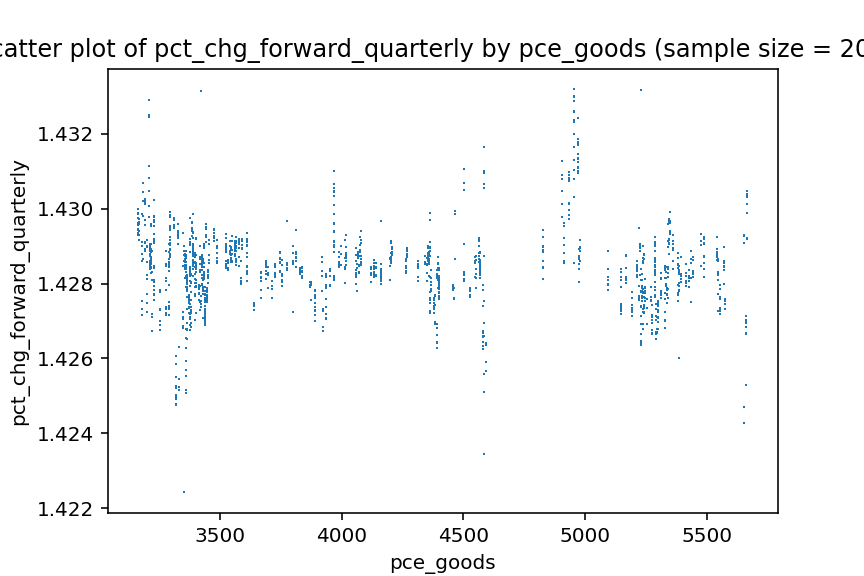 catter plot of pct_chg_forward_quarterly by pce_goods (sample size = 20
1.432
1.430
1.428
1.426
1.424
1.422
pct_chg_forward_quarterly
3500 4000 4500 5000 5500
pce_goods